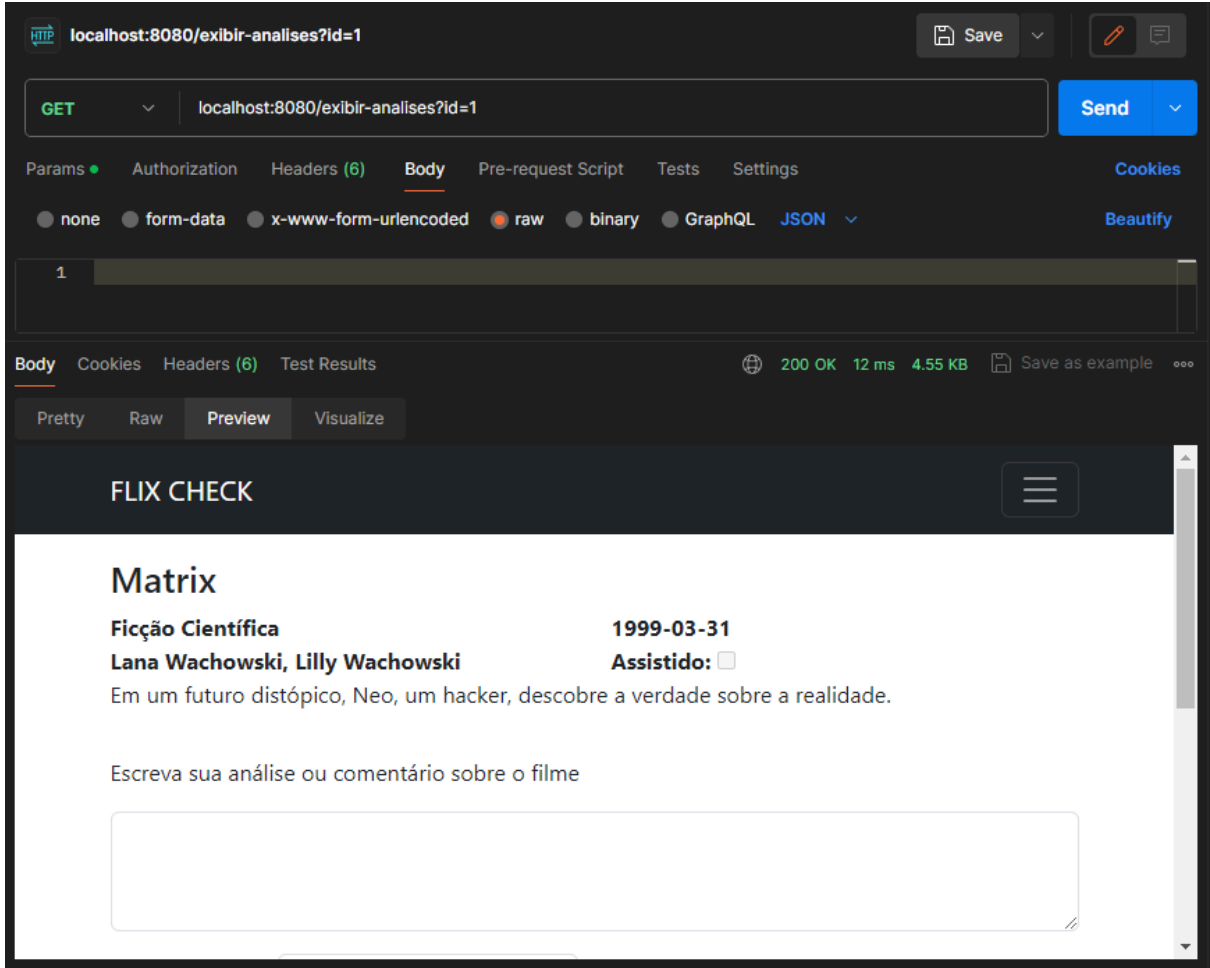 HTTP localhost:8080/exibir-analises?id=1 Save
GET localhost:8080/exibir-analises?id=1 Send
Params Authorization Headers (6) Body Pre-request Script Tests Settings Cookies
none form-data x-www-form-urlencoded raw binary GraphQL JSON Beautify
1
Body Cookies Headers (6) Test Results 200 OK 12 ms 4.55 KB Save as example
Pretty Raw Preview Visualize
FLIX CHECK
Matrix
Ficção Científica 1999-03-31
Lana Wachowski, Lilly Wachowski Assistido:
Em um futuro distópico, Neo, um hacker, descobre a verdade sobre a realidade.
Escreva sua análise ou comentário sobre o filme